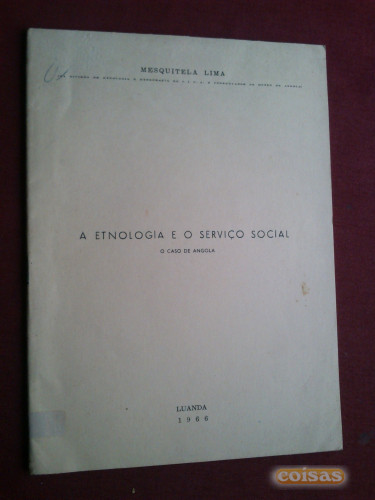 MESQUITELA LIMA
A ETNOLOGIA E O SERVIÇO SOCIAL
O CASO DE ANGOLA
LUANDA
1966
coisas